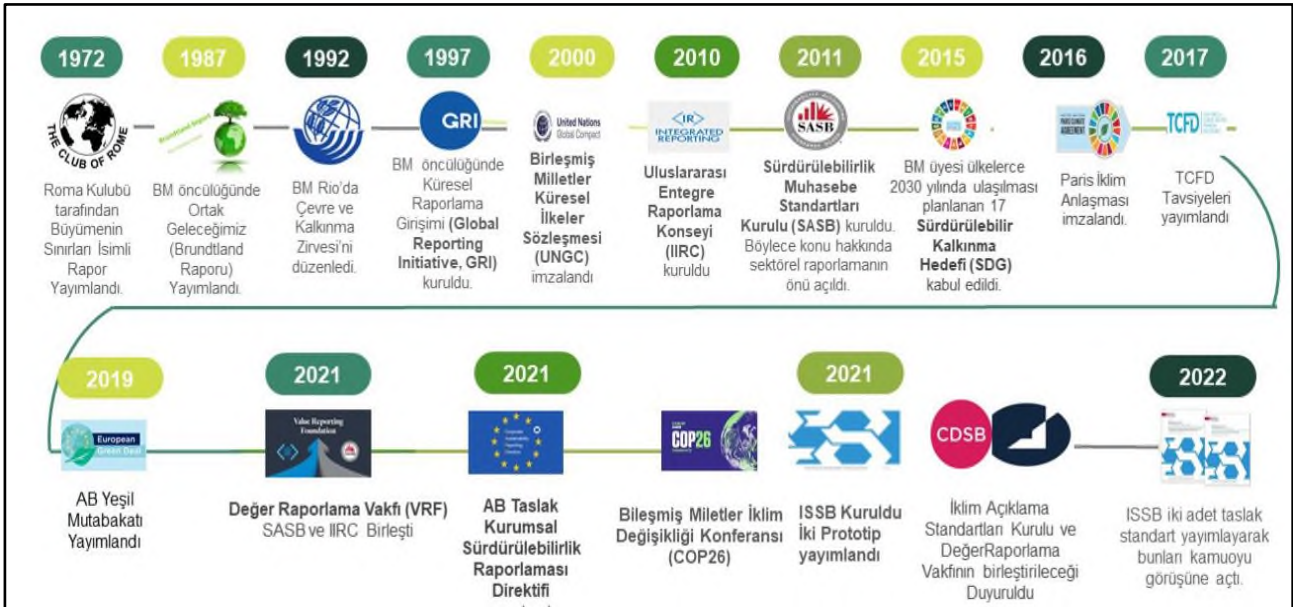 1972
1987
1992
1997
2000
2010
2011
2015
2016
2017
THE CLUB OF ROME
GRI
United Nations
Global Compact
<IR>
INTEGRATED
REPORTING
SASB
TCFD
Roma Kulubü
tarafından
Büyümenin
Sınırları İsimli
Rapor
Yayımlandı.
BM öncülüğünde
Ortak
Geleceğimiz
(Brundtland
Raporu)
Yayımlandı.
BM Rio'da
Çevre ve
Kalkınma
Zirvesi'ni
düzenledi.
BM öncülüğünde
Küresel
Raporlama
Girişimi (Global
Reporting
Initiative, GRI)
kuruldu.
Birleşmiş
Milletler
Küresel
İlkeler
Sözleşmesi
(UNGC)
imzalandı
Uluslararası
Entegre
Raporlama
Konseyi
(IIRC)
kuruldu
Sürdürülebilirlik
Muhasebe
Standartları
Kurulu (SASB) kuruldu.
Böylece konu hakkında
sektörel raporlamanın
önü açıldı.
BM üyesi ülkelerce
2030 yılında ulaşılması
planlanan 17
Sürdürülebilir
Kalkınma
Hedefi (SDG)
kabul edildi.
Paris İklim
Anlaşması
imzalandı.
TCFD
Tavsiyeleri
yayımlandı
2019
2021
2021
2021
2022
European
Green Deal
Value Reporting
Foundation
COP26
CDSB
AB Yeşil
Mutabakatı
Yayımlandı
Değer Raporlama Vakfı (VRF)
SASB ve IIRC Birleşti
AB Taslak
Kurumsal
Sürdürülebilirlik
Raporlaması
Direktifi
Bileşmiş Miletler İklim
Değişikliği Konferansı
(COP26)
ISSB Kuruldu
İki Prototip
yayımlandı
İklim Açıklama
Standartları Kurulu ve
DeğerRaporlama
Vakfının birleştirileceği
Duyuruldu
ISSB iki adet taslak
standart yayımlayarak
bunları kamuoyu
görüşüne açtı.